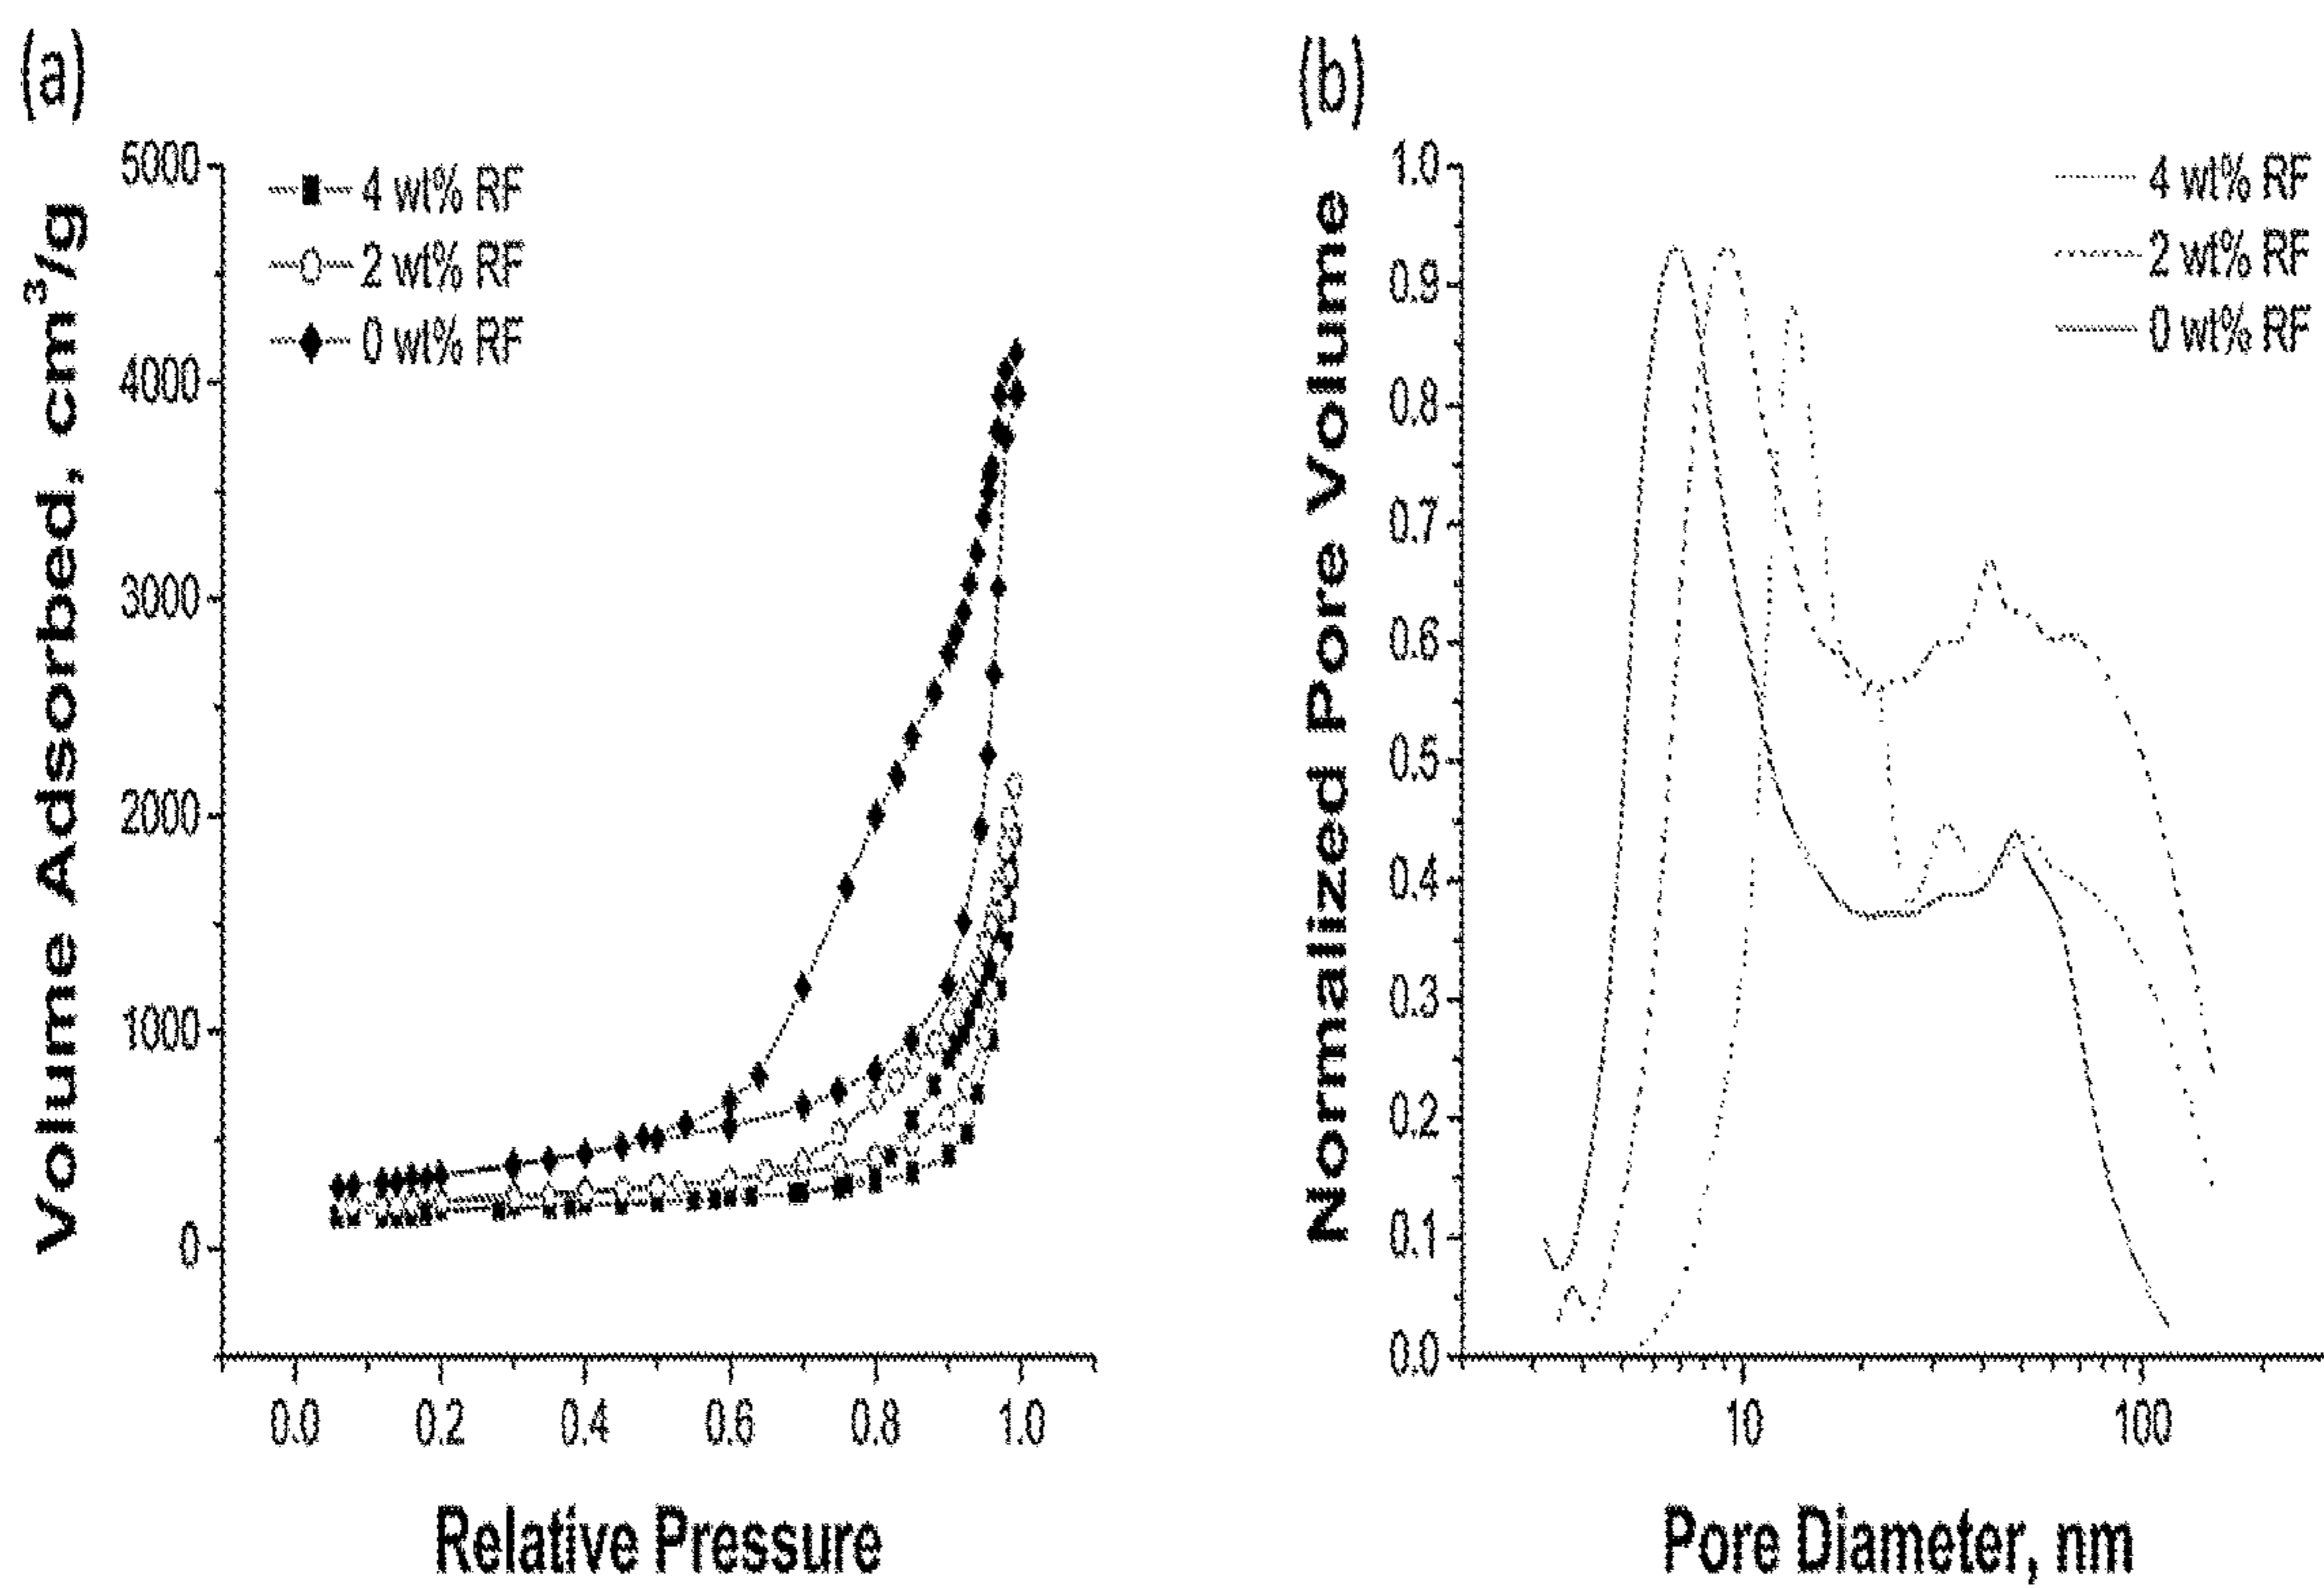 (a)
Volume Adsorbed, cm³/g
5000
4000
3000
2000
1000
0
4 wt% RF
2 wt% RF
0 wt% RF
0.0 0.2 0.4 0.6 0.8 1.0
Relative Pressure
(b)
Normalized Pore Volume
1.0
0.9
0.8
0.7
0.6
0.5
0.4
0.3
0.2
0.1
0.0
4 wt% RF
2 wt% RF
0 wt% RF
10 100
Pore Diameter, nm